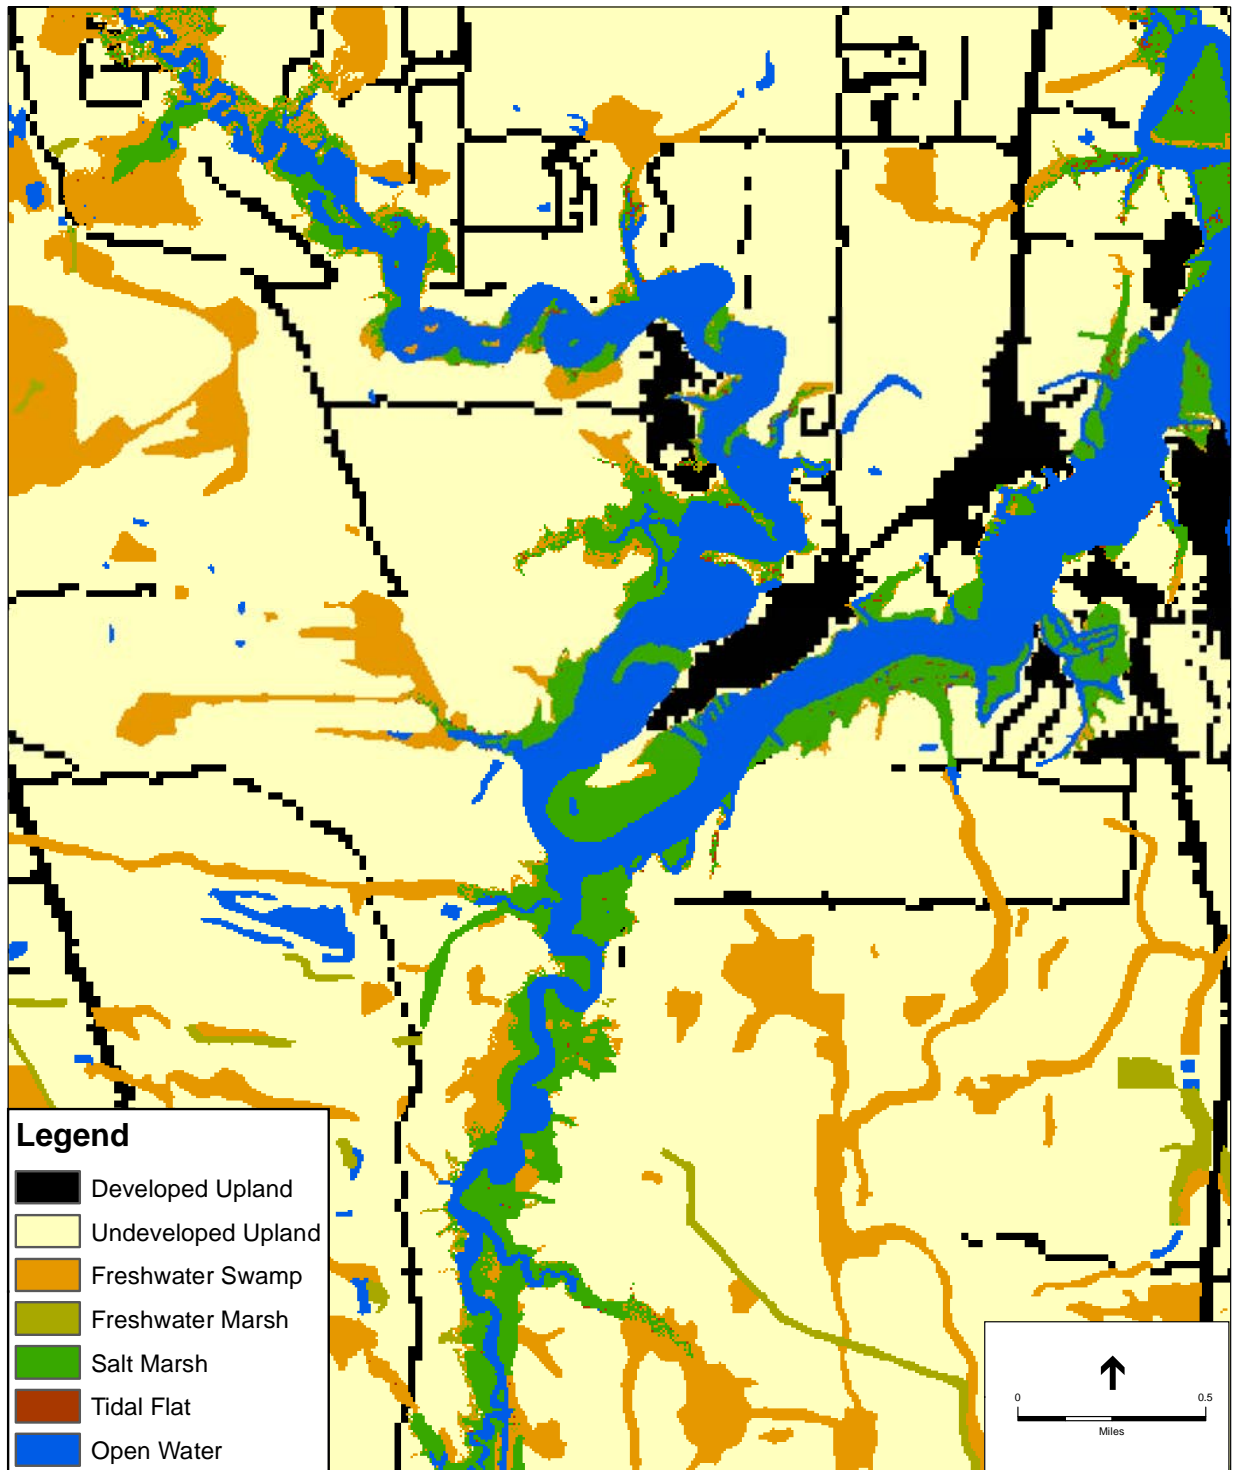 Legend
Developed Upland
Undeveloped Upland
Freshwater Swamp
Freshwater Marsh
Salt Marsh
Tidal Flat
Open Water
0 0.5
Miles